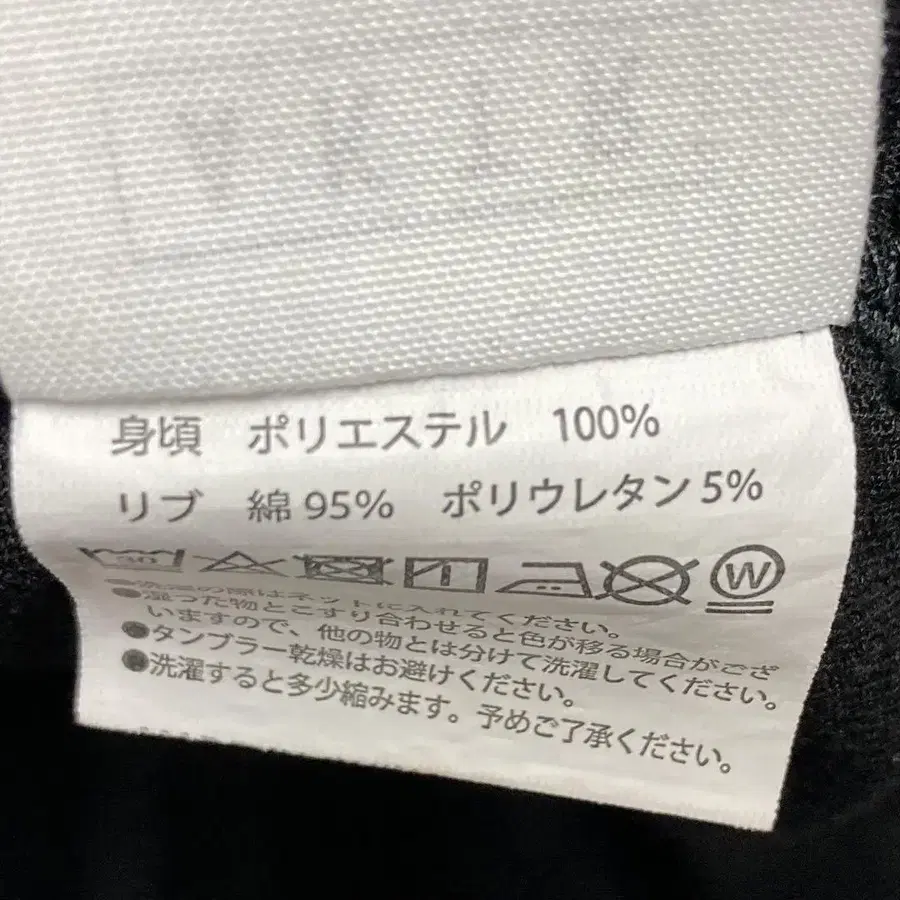 身頃 ポリエステル 100%
リブ 綿 95% ポリウレタン 5%
30
W
●洗濯の際はネットに入れてください。
●湿った物とこすり合わせると色が移る場合がござ
いますので、他の物とは分けて洗濯してください。
●タンブラー乾燥はお避けください。
●洗濯すると多少縮みます。予めご了承ください。